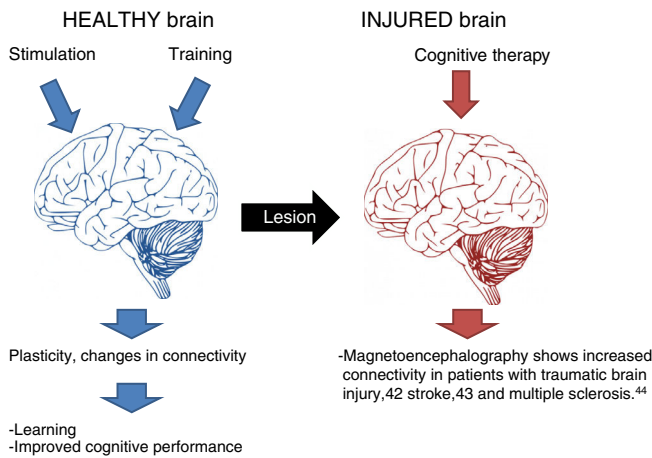 HEALTHY brain
Stimulation
Training
Plasticity, changes in connectivity
-Learning
-Improved cognitive performance
Lesion
INJURED brain
Cognitive therapy
-Magnetoencephalography shows increased
connectivity in patients with traumatic brain
injury,42 stroke,43 and multiple sclerosis.⁴⁴